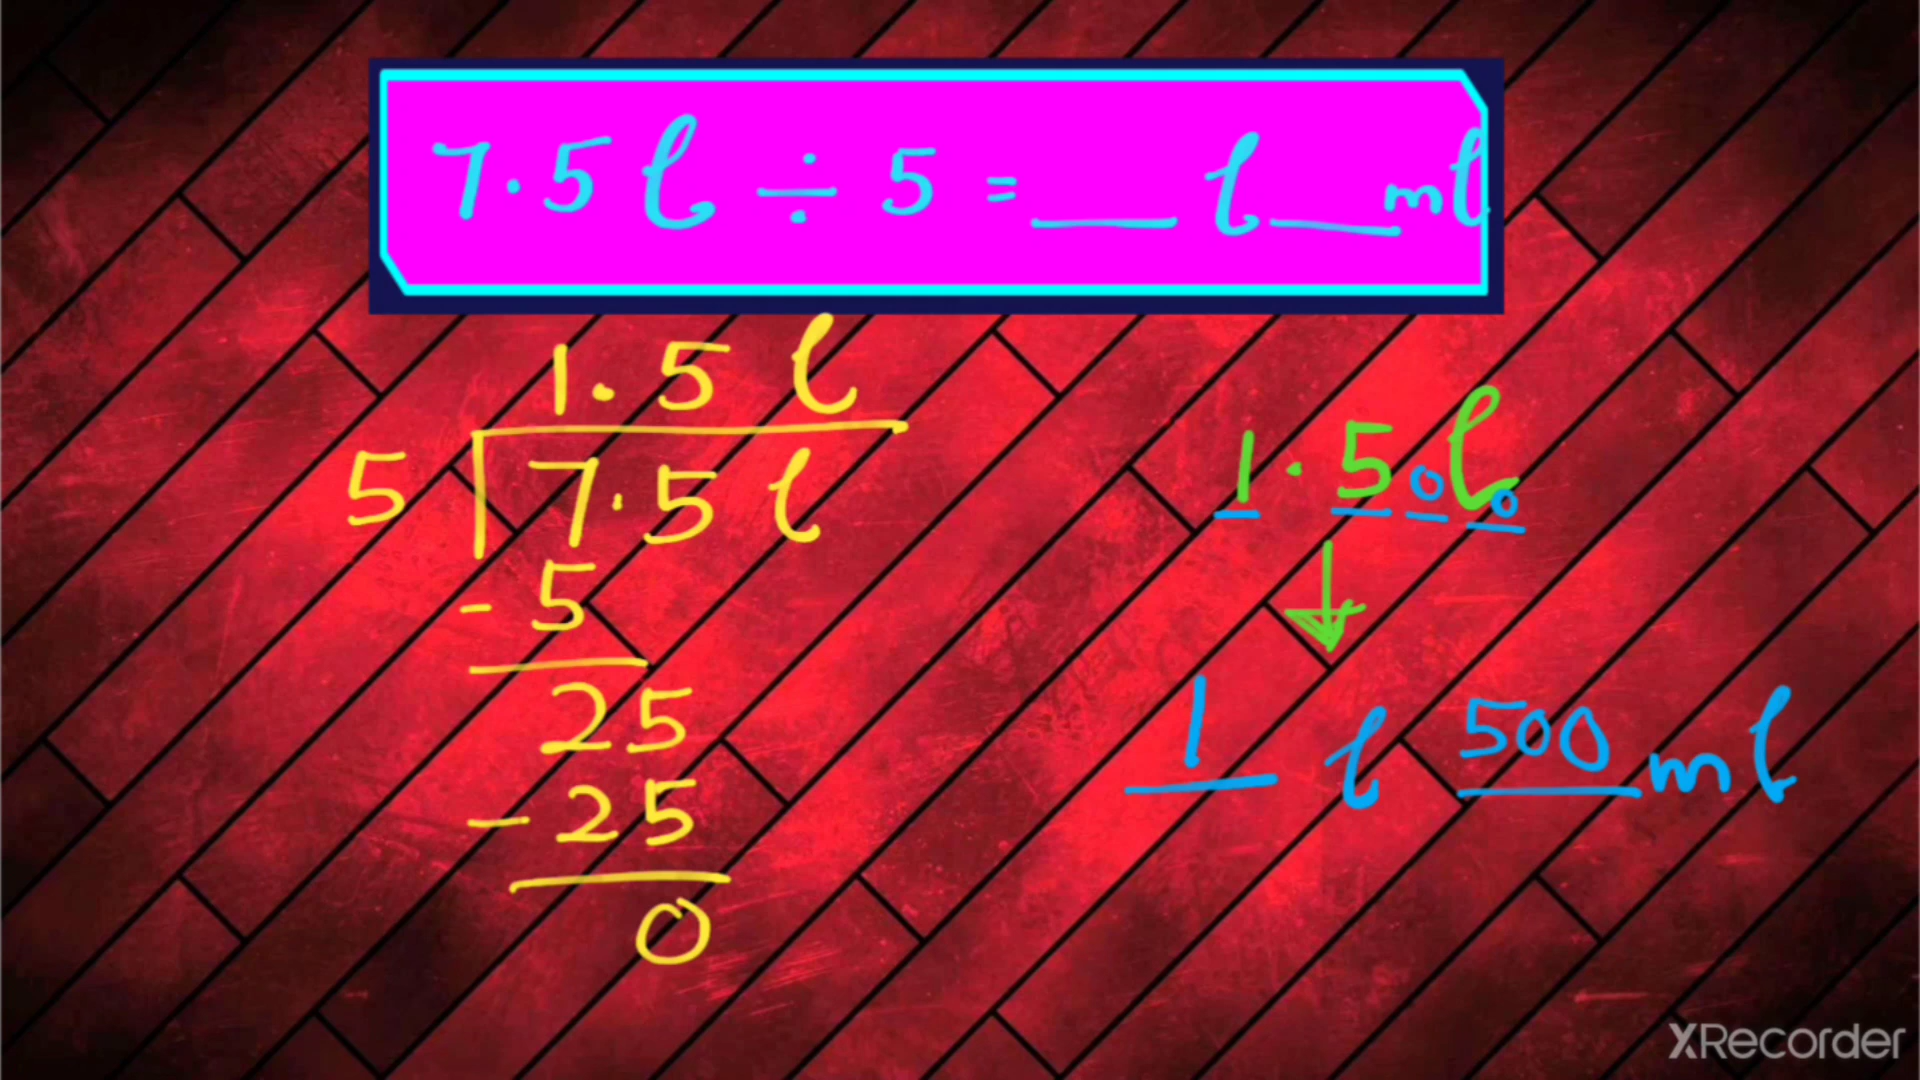 7.5 l ÷ 5 = ___ l ___ ml
1.5 l
5 7.5 l
- 5
25
- 25
0
1.500 l
1 l 500 ml
XRecorder